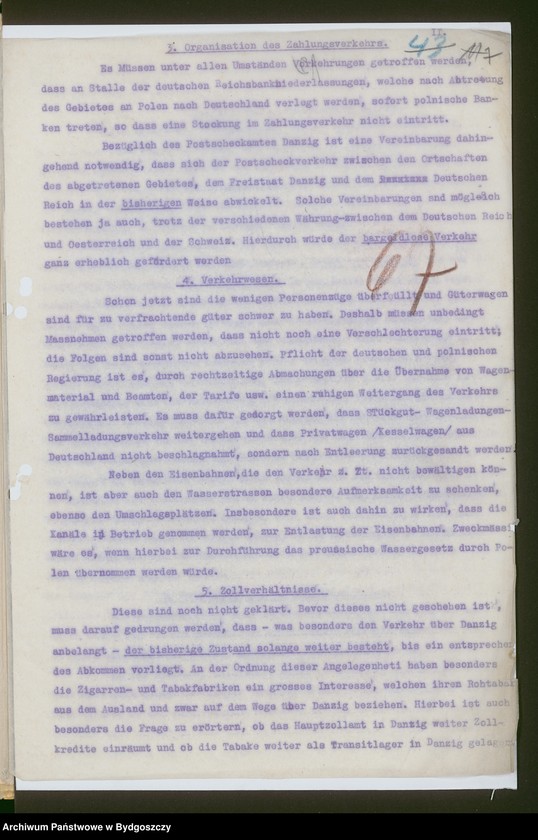 II.
3. Organisation des Zahlungsverkehrs.
43 117
Es Müssen unter allen Umständen Vorkehrungen getroffen werden,
dass an Stalle der deutschen Reichsbankniederlassungen, welche nach Abtretung
des Gebietes an Polen nach Deutschland verlegt werden, sofort polnische Ban-
ken treten, so dass eine Stockung im Zahlungsverkehr nicht eintritt.
Bezüglich des Postscheckamtes Danzig ist eine Vereinbarung dahin-
gehend notwendig, dass sich der Postscheckverkehr zwischen den Ortschaften
des abgetretenen Gebietes, dem Freistaat Danzig und dem Deutschen
Reich in der bisherigen Weise abwickelt. Solche Vereinbarungen sind mögleich
bestehen ja auch, trotz der verschiedenen Währung-zwischen dem Deutschen Reich
und Oesterreich und der Schweiz. Hierdurch würde der bargeldlose Verkehr
ganz erheblich gefördert werden
67
4. Verkehrwesen.
Schon jetzt sind die wenigen Personenzüge überfüllt und Güterwagen
sind für zu verfrachtende güter schwer zu haben. Deshalb müssen unbedingt
Massnehmen getroffen werden, dass nicht noch eine Verschlechterung eintritt;
die Folgen sind sonst nicht abzusehen. Pflicht der deutschen und polnischen
Regierung ist es, durch rechtzeitige Abmachungen über die Übernahme von Wagen-
material und Beamten, der Tarife usw. einen ruhigen Weitergang des Verkehrs
zu gewährleisten. Es muss dafür gesorgt werden, dass STückgut- Wagenladungen-
Sammelladungsverkehr weitergehen und dass Privatwagen /Kesselwagen/ aus
Deutschland nicht beschlagnahmt, sondern nach Entleerung zurückgesandt werden.
Neben den Eisenbahnen,die den Verkehr z. Zt. nicht bewältigen kön-
nen, ist aber auch den Wasserstrassen besondere Aufmerksamkeit zu schenken,
ebenso den Umschlagsplätzen. Insbesondere ist auch dahin zu wirken, dass die
Kanäle in Betrieb genommen werden, zur Entlastung der Eisenbahnen. Zweckmässi
wäre es, wenn hierbei zur Durchführung das preussische Wassergesetz durch Po-
len übernommen werden würde.
5. Zollverhältnisse.
Diese sind noch nicht geklärt. Bevor dieses nicht geschehen ist,
muss darauf gedrungen werden, dass - was besonders den Verkehr über Danzig
anbelangt - der bisherige Zustand solange weiter besteht, bis ein entsprechen
des Abkommen vorliegt. An der Ordnung dieser Angelegenheti haben besonders
die Zigarren- und Tabakfabriken ein grosses Interesse, welchen ihren Rohtabak
aus dem Ausland und zwar auf dem Wege über Danzig beziehen. Hierbei ist auch
besonders die Frage zu erörtern, ob das Hauptzollamt in Danzig weiter Zoll-
kredite einräumt und ob die Tabake weiter als Transitlager in Danzig gelager
Archiwum Państwowe w Bydgoszczy